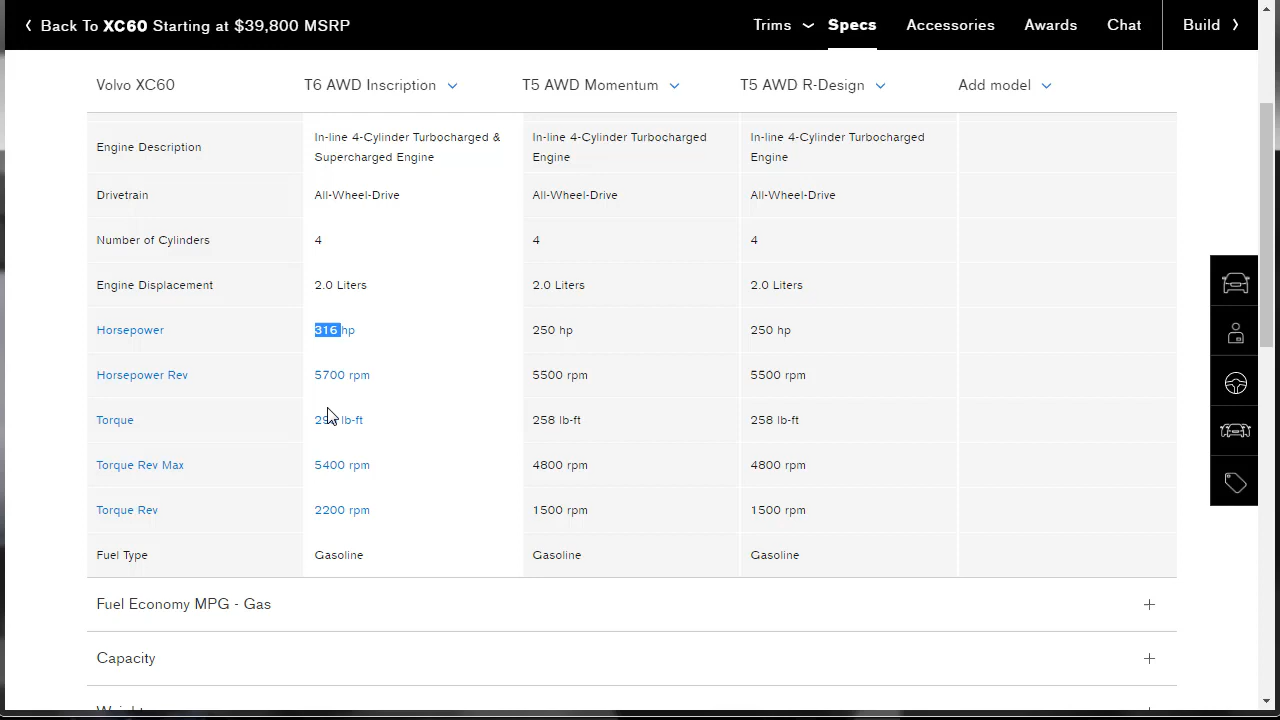 Back To XC60 Starting at $39,800 MSRP
Trims Specs Accessories Awards Chat Build
Volvo XC60 T6 AWD Inscription T5 AWD Momentum T5 AWD R-Design Add model
Engine Description
In-line 4-Cylinder Turbocharged &
Supercharged Engine
In-line 4-Cylinder Turbocharged
Engine
In-line 4-Cylinder Turbocharged
Engine
Drivetrain All-Wheel-Drive All-Wheel-Drive All-Wheel-Drive
Number of Cylinders 4 4 4
Engine Displacement 2.0 Liters 2.0 Liters 2.0 Liters
Horsepower 316 hp 250 hp 250 hp
Horsepower Rev 5700 rpm 5500 rpm 5500 rpm
Torque lb-ft 258 lb-ft 258 lb-ft
Torque Rev Max 5400 rpm 4800 rpm 4800 rpm
Torque Rev 2200 rpm 1500 rpm 1500 rpm
Fuel Type Gasoline Gasoline Gasoline
Fuel Economy MPG - Gas
Capacity